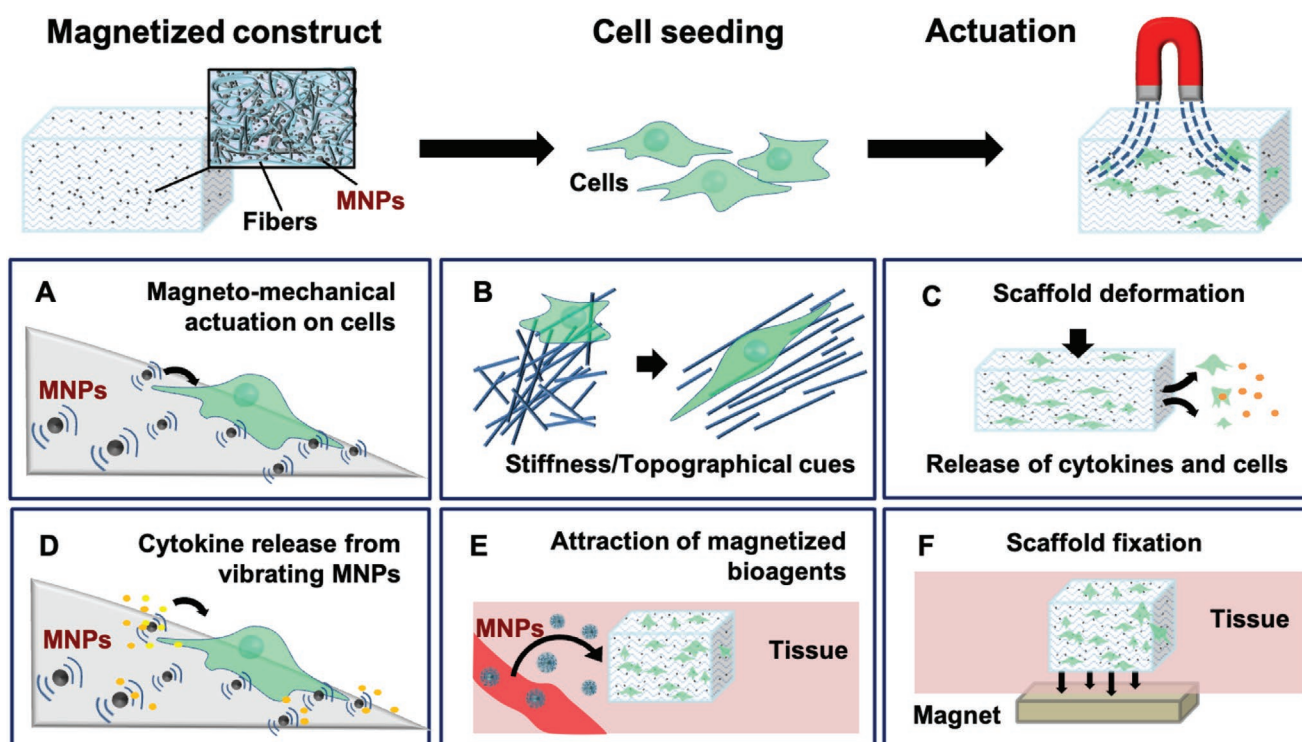 Magnetized construct
Cell seeding
Actuation
Cells
MNPs
Fibers
A
Magneto-mechanical
actuation on cells
MNPs
B
Stiffness/Topographical cues
C
Scaffold deformation
Release of cytokines and cells
D
Cytokine release from
vibrating MNPs
MNPs
E
Attraction of magnetized
bioagents
MNPs
Tissue
F
Scaffold fixation
Tissue
Magnet